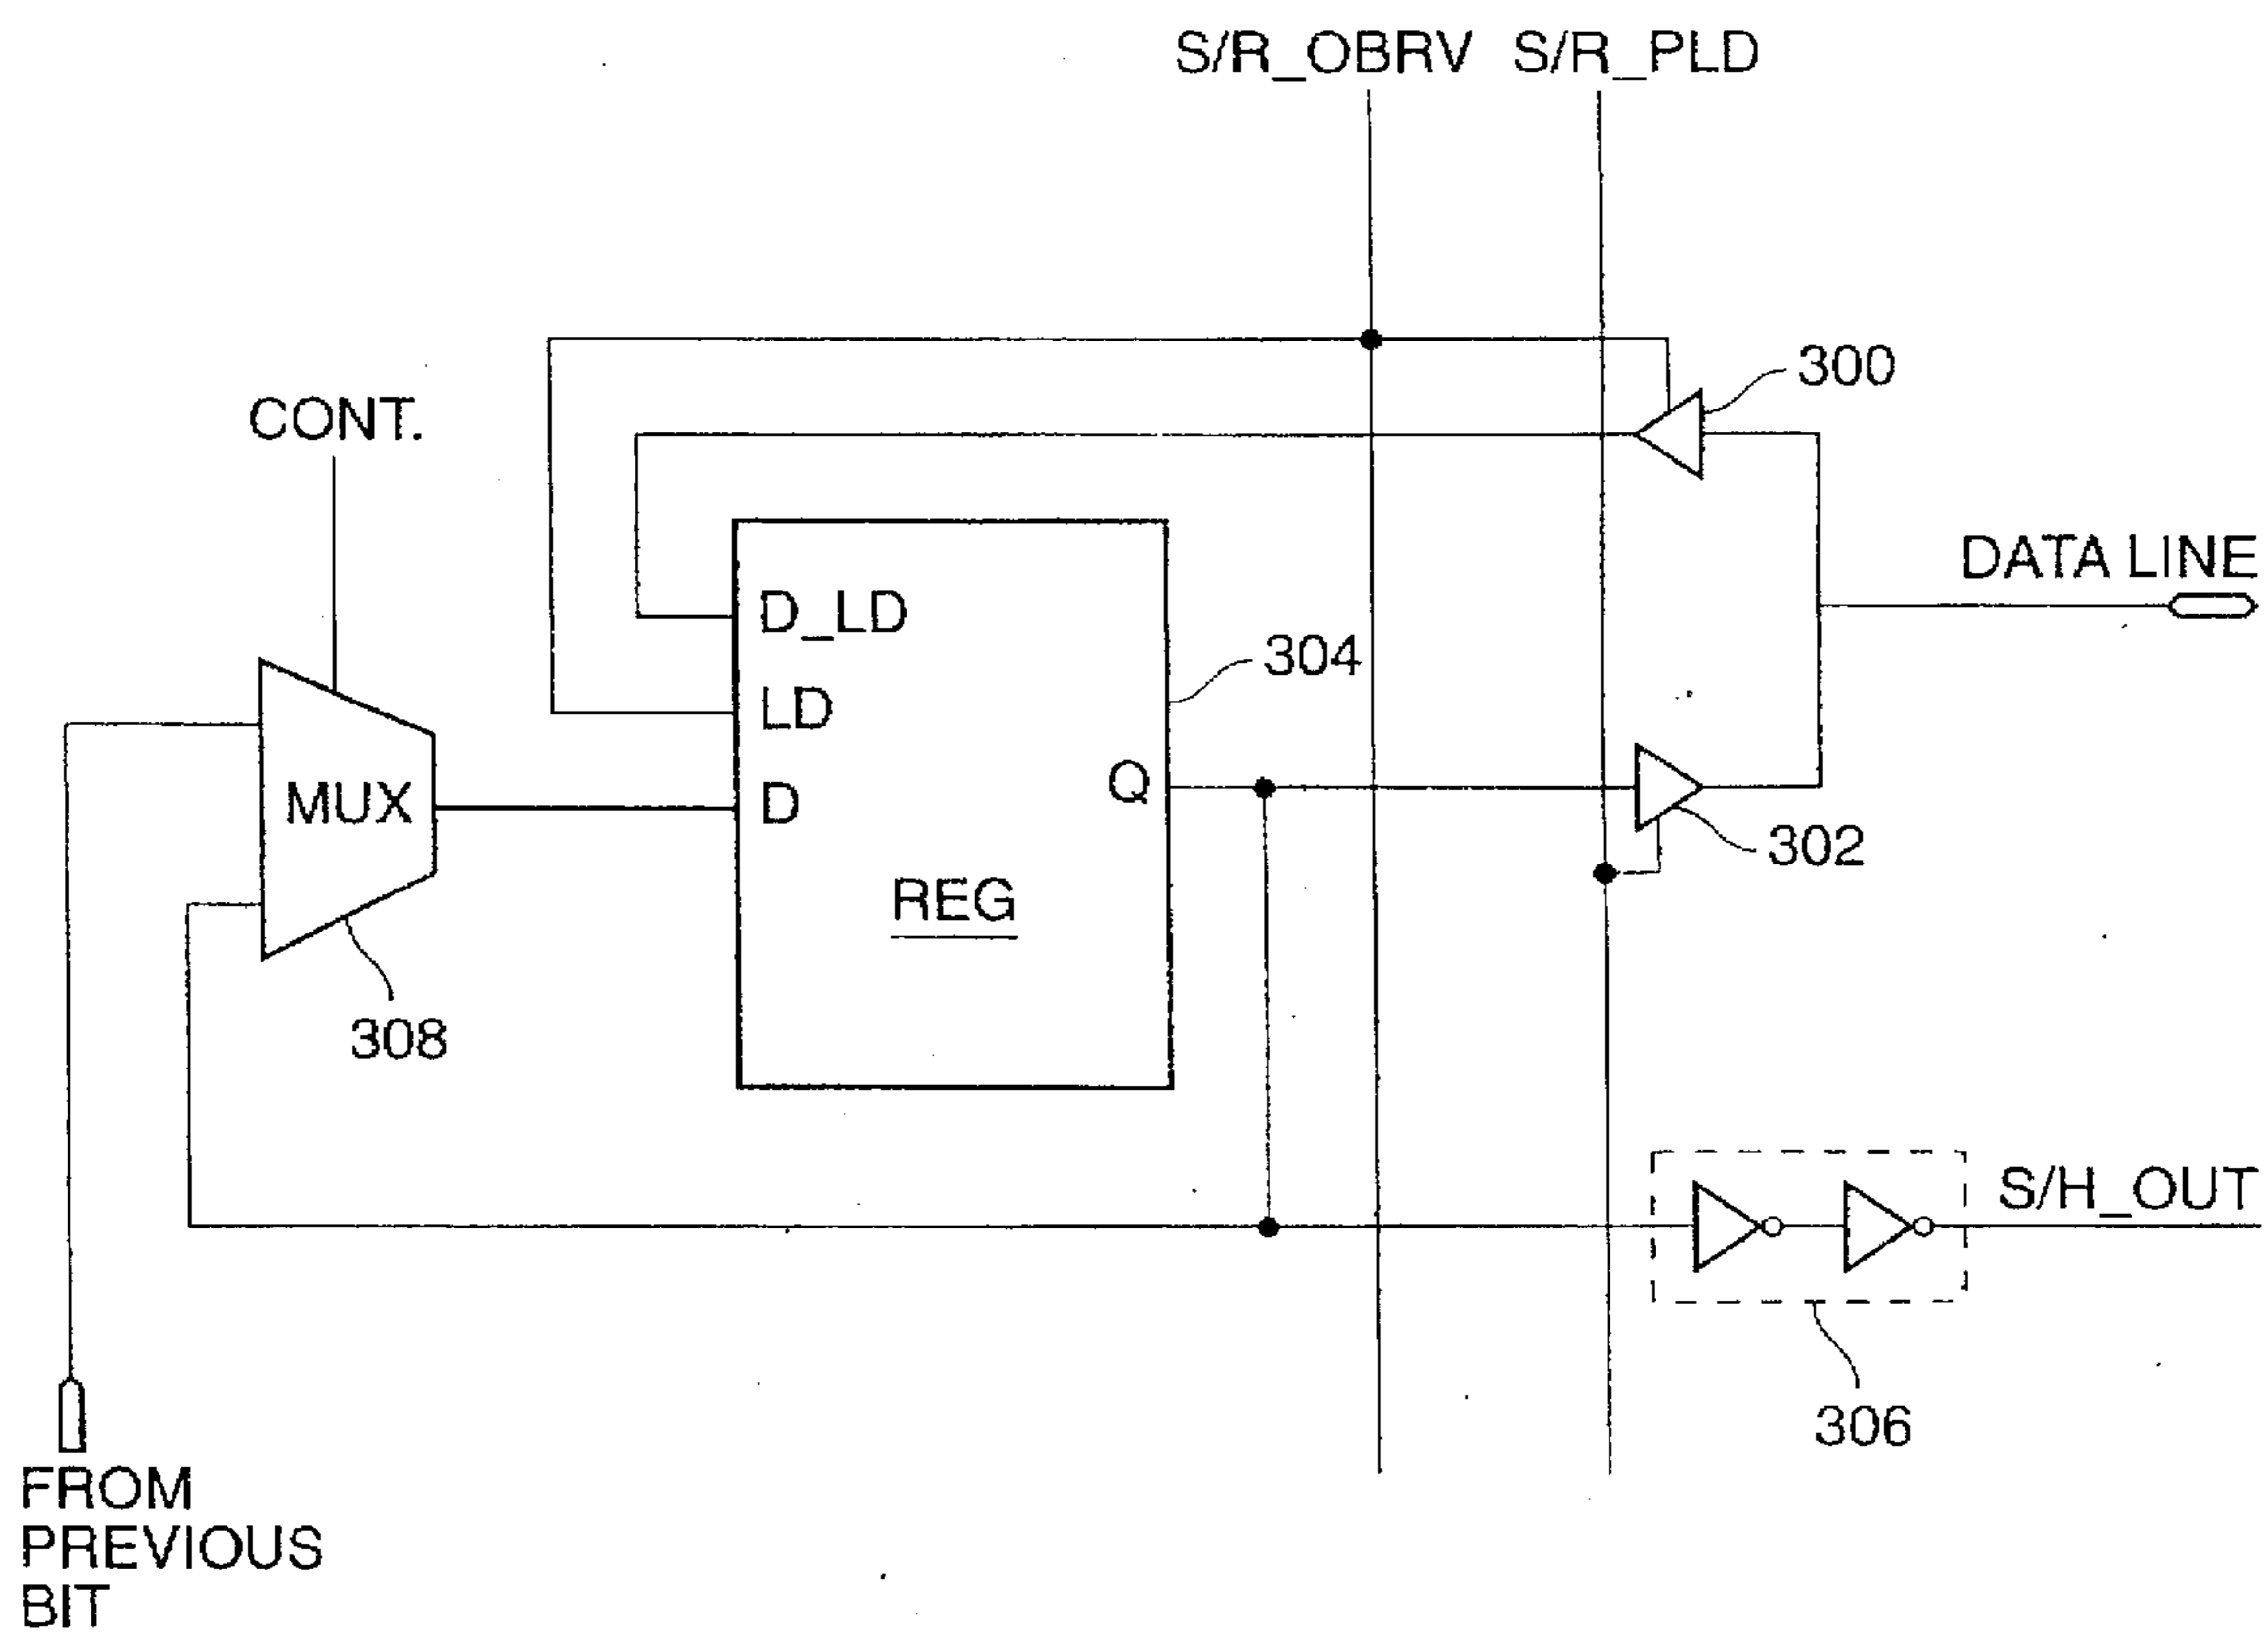 S/R_OBRV S/R_PLD
300
CONT.
DATA LINE
D_LD
304
LD
Q
MUX
D
302
REG
308
S/H_OUT
306
FROM
PREVIOUS
BIT